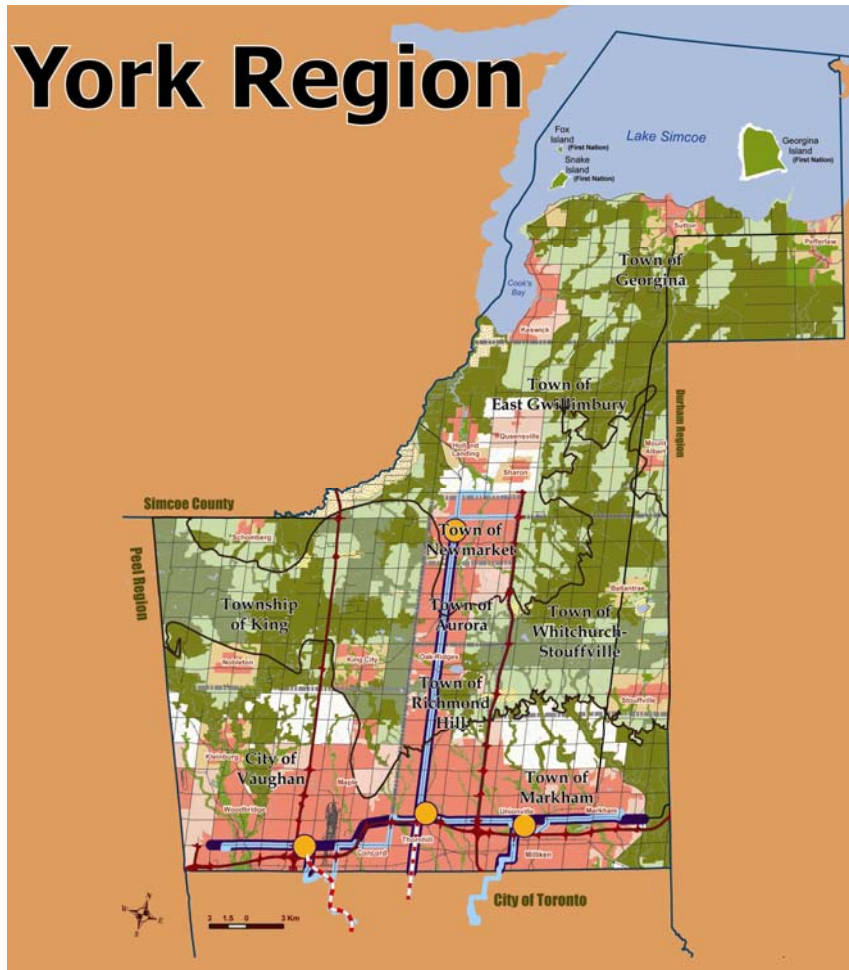 York Region
Fox
Island
(First Nation)
Snake
Island
(First Nation)
Lake Simcoe
Georgina
Island
(First Nation)
Sutton
Pefferlaw
Town of
Georgina
Cook's
Bay
Keswick
Town of
East Gwillimbury
Durham Region
Queensville
Holland
Landing
Mount
Albert
Sharon
Simcoe County
Town of
Newmarket
Schomberg
Peel Region
Ballantrae
Township
of King
Town of
Aurora
Town of
Whitchurch-
Stouffville
Nobleton
King City
Oak Ridges
Town of
Richmond
Hill
Stouffville
Kleinburg
City of
Vaughan
Maple
Town of
Markham
Woodbridge
Unionville
Markham
Thornhill
Concord
Milliken
City of Toronto
N
W
E
S
3 1.5 0 3 Km